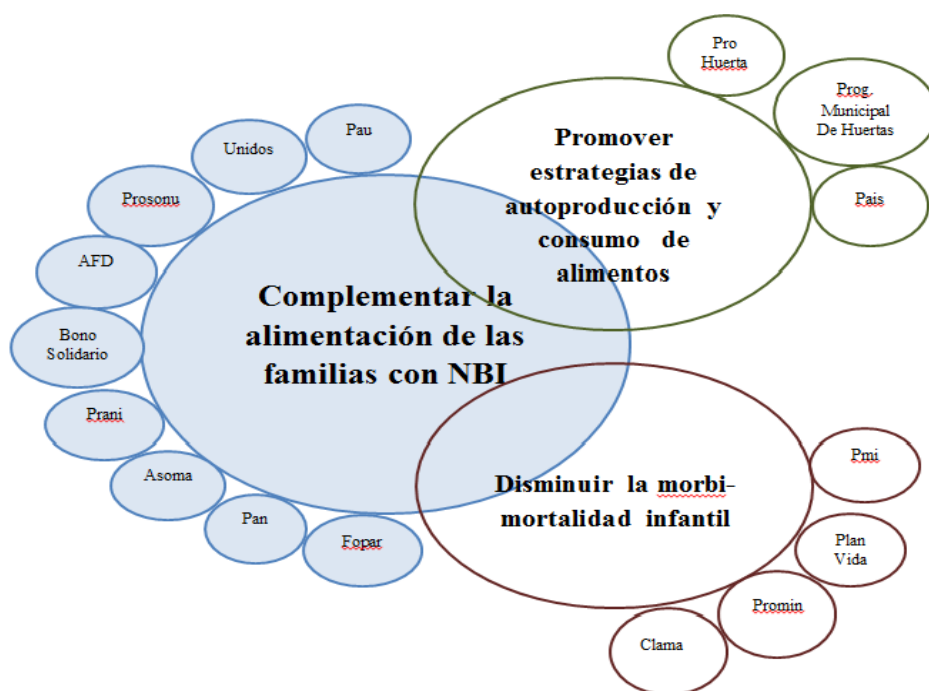 Pro
Huerta
Prog.
Municipal
De Huertas
Pais
Promover
estrategias de
autoproducción y
consumo de
alimentos
Pau
Unidos
Prosonu
AFD
Bono
Solidario
Prani
Asoma
Pan
Fopar
Complementar la
alimentación de las
familias con NBI
Disminuir la morbi-
mortalidad infantil
Pmi
Plan
Vida
Promin
Clama